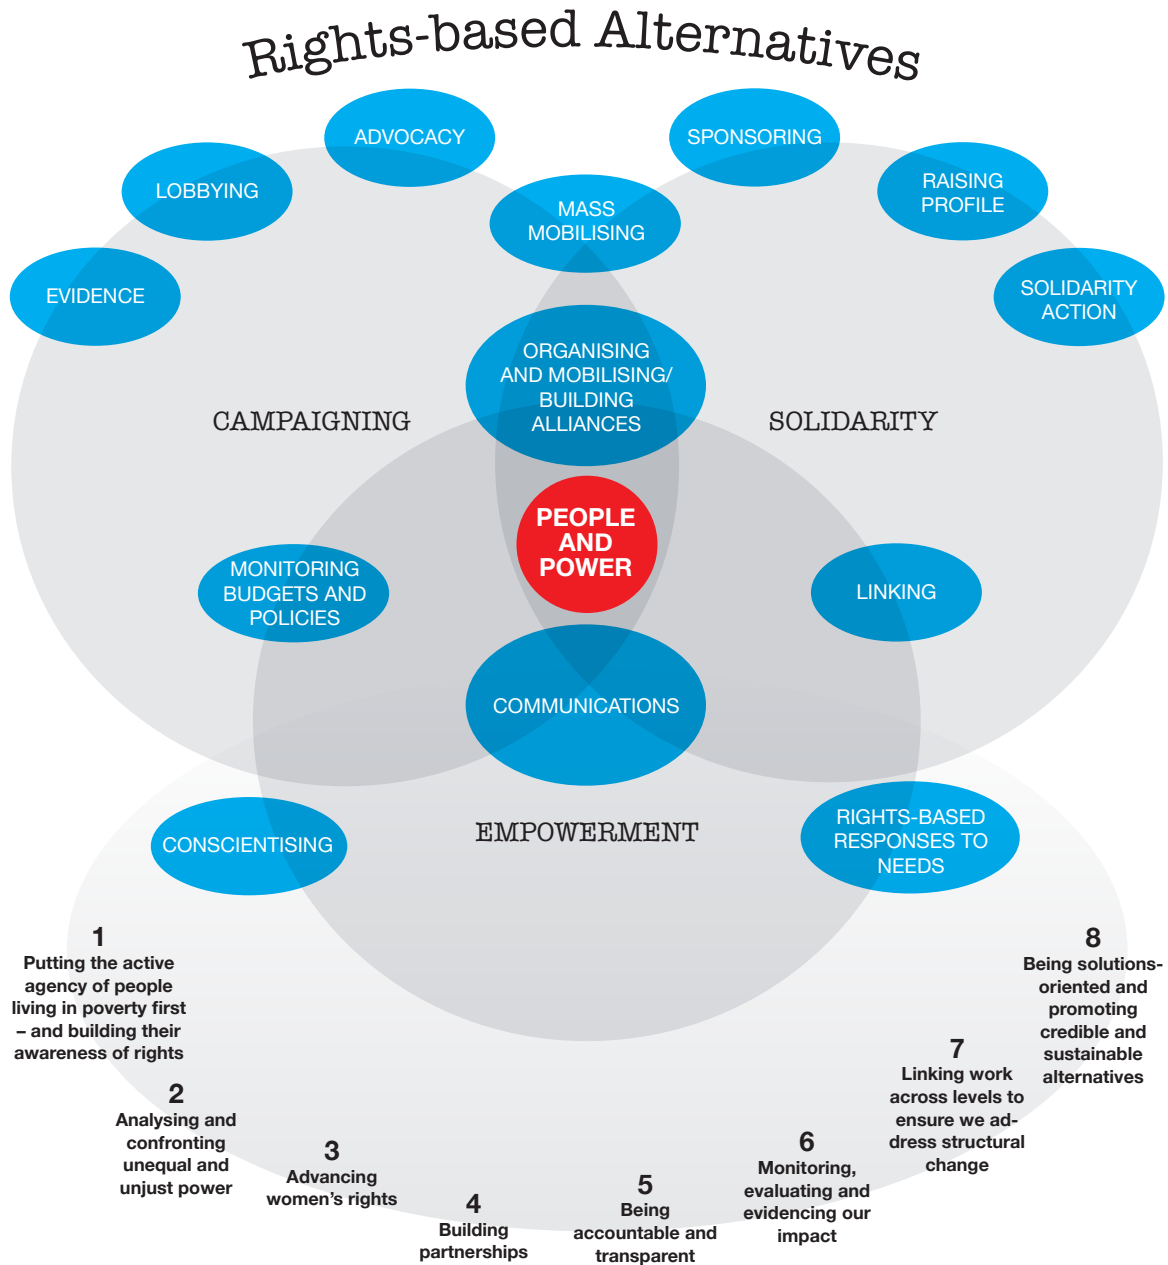 Rights-based Alternatives
ADVOCACY
SPONSORING
LOBBYING
RAISING
PROFILE
MASS
MOBILISING
EVIDENCE
SOLIDARITY
ACTION
ORGANISING
AND MOBILISING/
BUILDING
ALLIANCES
CAMPAIGNING
SOLIDARITY
PEOPLE
AND
POWER
MONITORING
BUDGETS AND
POLICIES
LINKING
COMMUNICATIONS
CONSCIENTISING
EMPOWERMENT
RIGHTS-BASED
RESPONSES TO
NEEDS
1
Putting the active
agency of people
living in poverty first
– and building their
awareness of rights
2
Analysing and
confronting
unequal and
unjust power
3
Advancing
women’s rights
4
Building
partnerships
5
Being
accountable and
transparent
6
Monitoring,
evaluating and
evidencing our
impact
7
Linking work
across levels to
ensure we ad-
dress structural
change
8
Being solutions-
oriented and
promoting
credible and
sustainable
alternatives